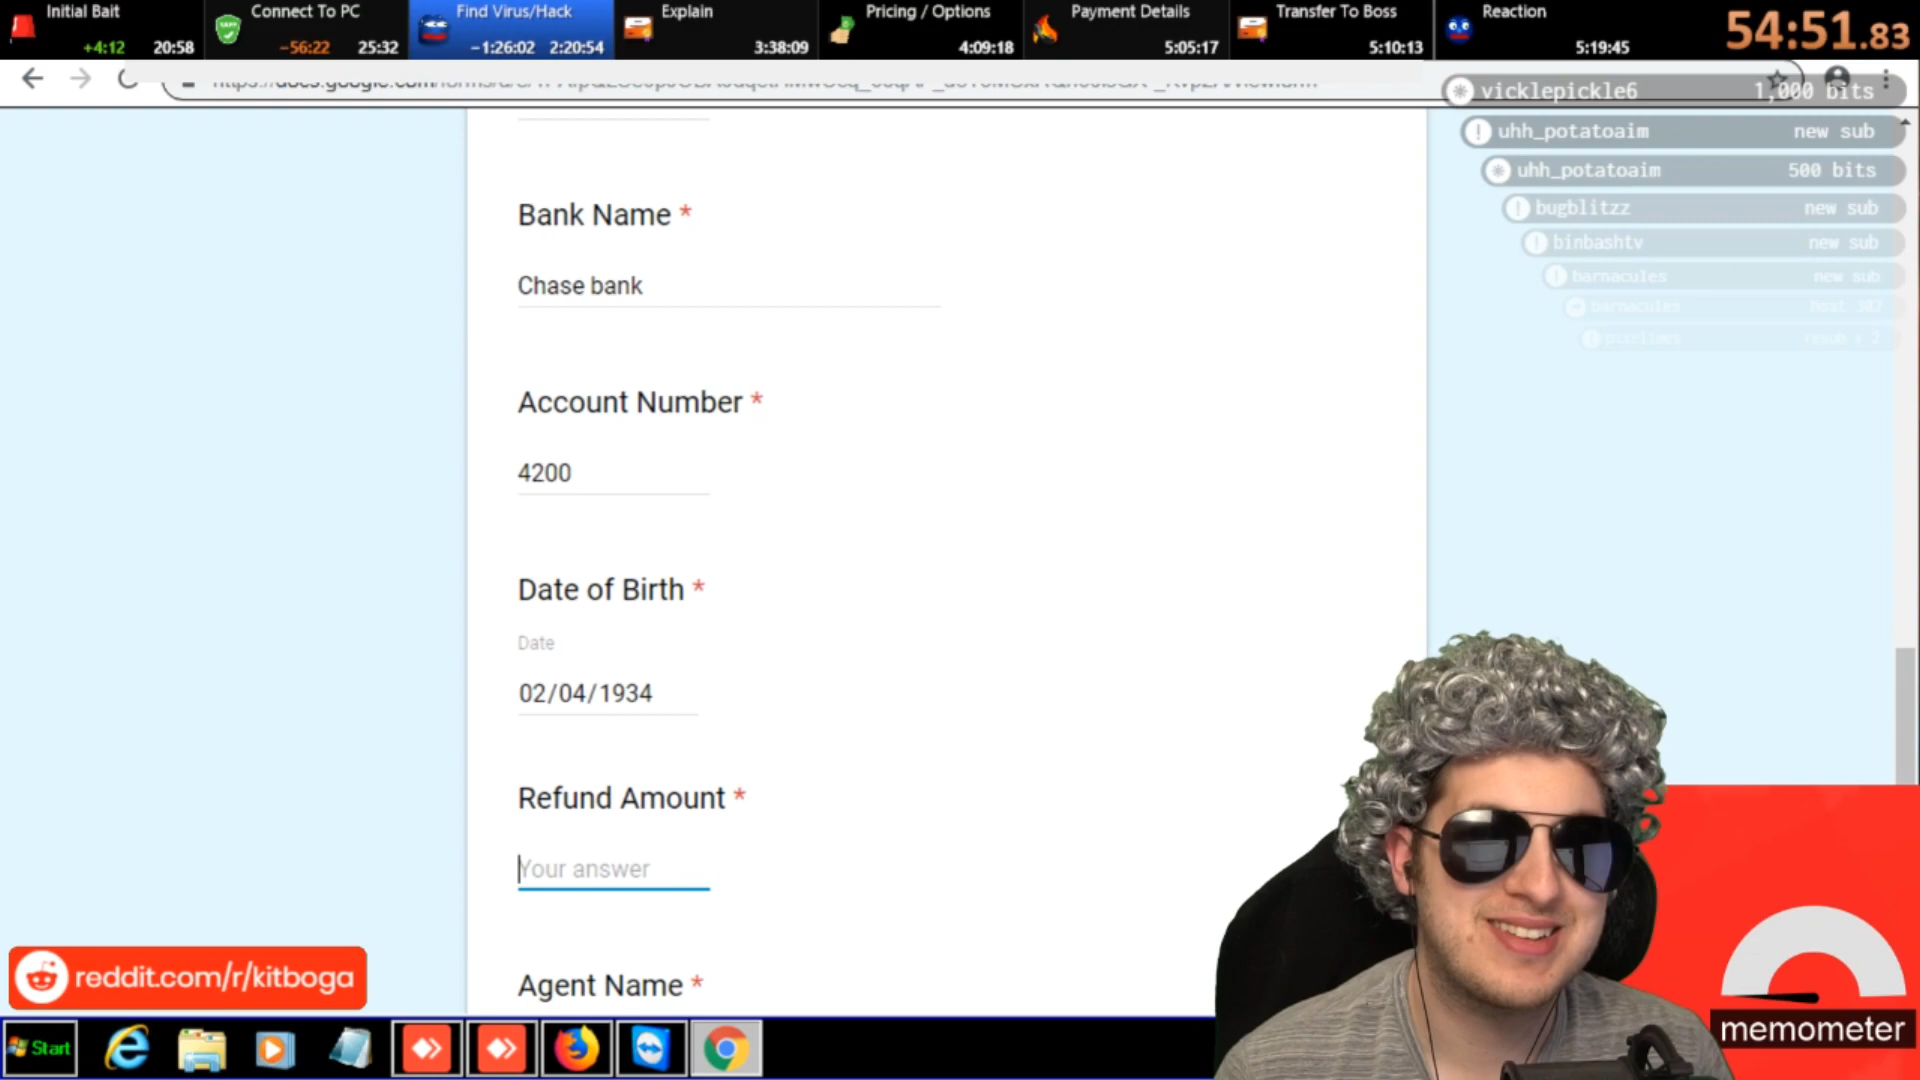 Initial Bait
+4:12 20:58
Connect To PC
-56:22 25:32
Find Virus/Hack
-1:26:02 2:20:54
Explain
3:38:09
Pricing / Options
4:09:18
Payment Details
5:05:17
Transfer To Boss
5:10:13
Reaction
5:19:45
54:51.83
vicklepickle6 1,000 bits
uhh_potatoaim new sub
uhh_potatoaim 500 bits
bugblitzz new sub
binbashtv new sub
barnacules new sub
barnacules
Bank Name *
Chase bank
Account Number *
4200
Date of Birth *
Date
02/04/1934
Refund Amount *
Your answer
Agent Name *
reddit.com/r/kitboga
memometer
Start